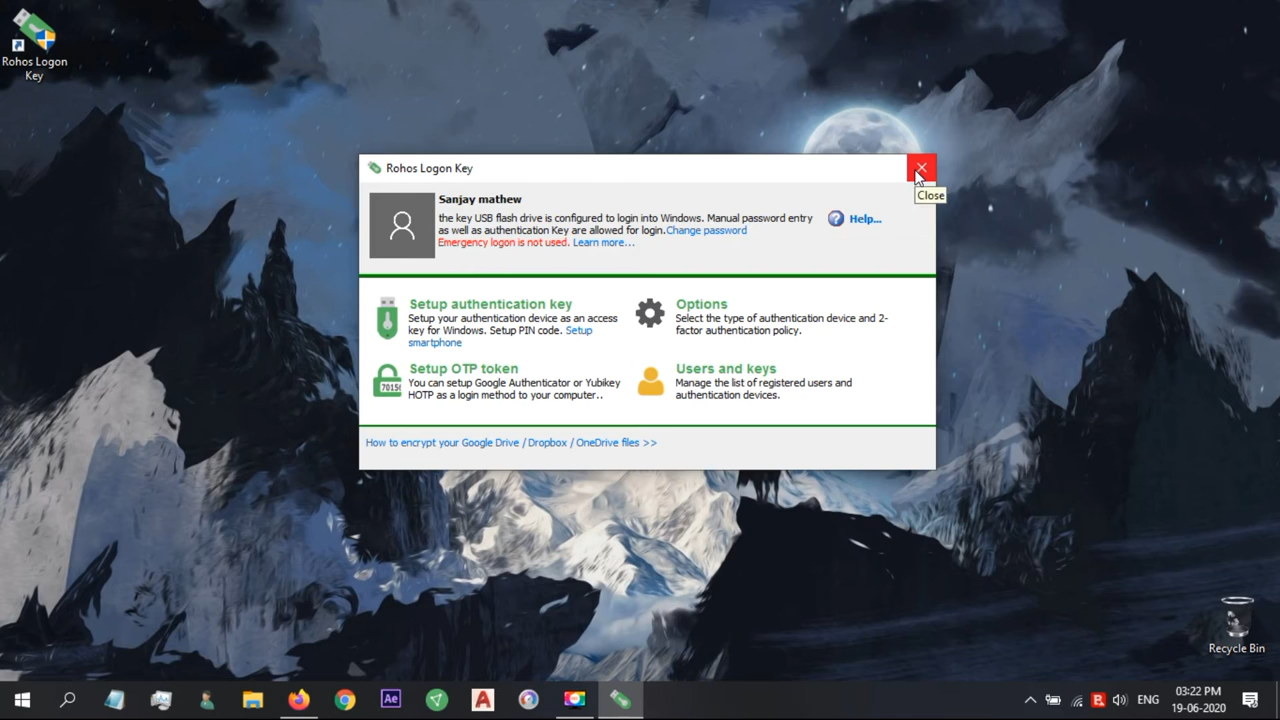 Rohos Logon
Key
Rohos Logon Key
Close
Sanjay mathew
the key USB flash drive is configured to login into Windows. Manual password entry
as well as authentication Key are allowed for login.Change password
Emergency logon is not used. Learn more...
Help...
Setup authentication key
Setup your authentication device as an access
key for Windows. Setup PIN code. Setup
smartphone
Options
Select the type of authentication device and 2-
factor authentication policy.
Setup OTP token
You can setup Google Authenticator or Yubikey
HOTP as a login method to your computer..
Users and keys
Manage the list of registered users and
authentication devices.
How to encrypt your Google Drive / Dropbox / OneDrive files >>
Recycle Bin
Ae
A
ENG
03:22 PM
19-06-2020